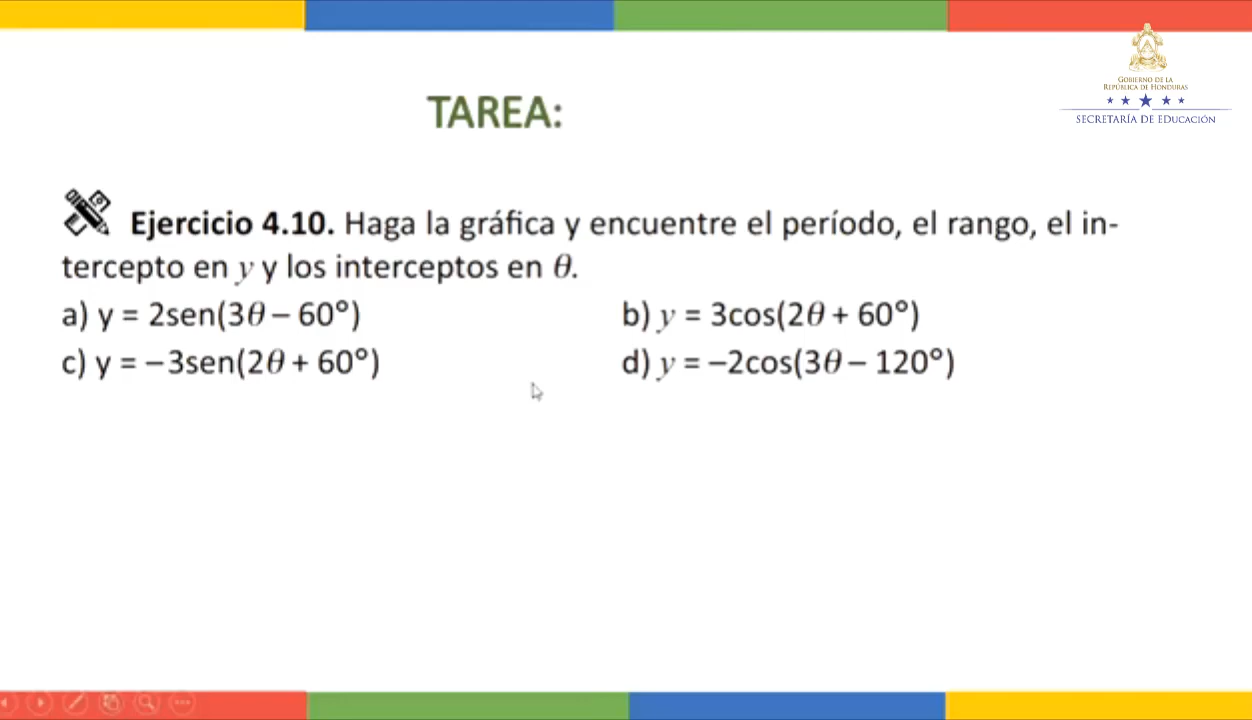 GOBIERNO DE LA
REPÚBLICA DE HONDURAS
SECRETARÍA DE EDUCACIÓN
TAREA:
Ejercicio 4.10. Haga la gráfica y encuentre el período, el rango, el in-
tercepto en y y los interceptos en θ.
a) y = 2sen(3θ – 60°) b) y = 3cos(2θ + 60°)
c) y = –3sen(2θ + 60°) d) y = –2cos(3θ – 120°)